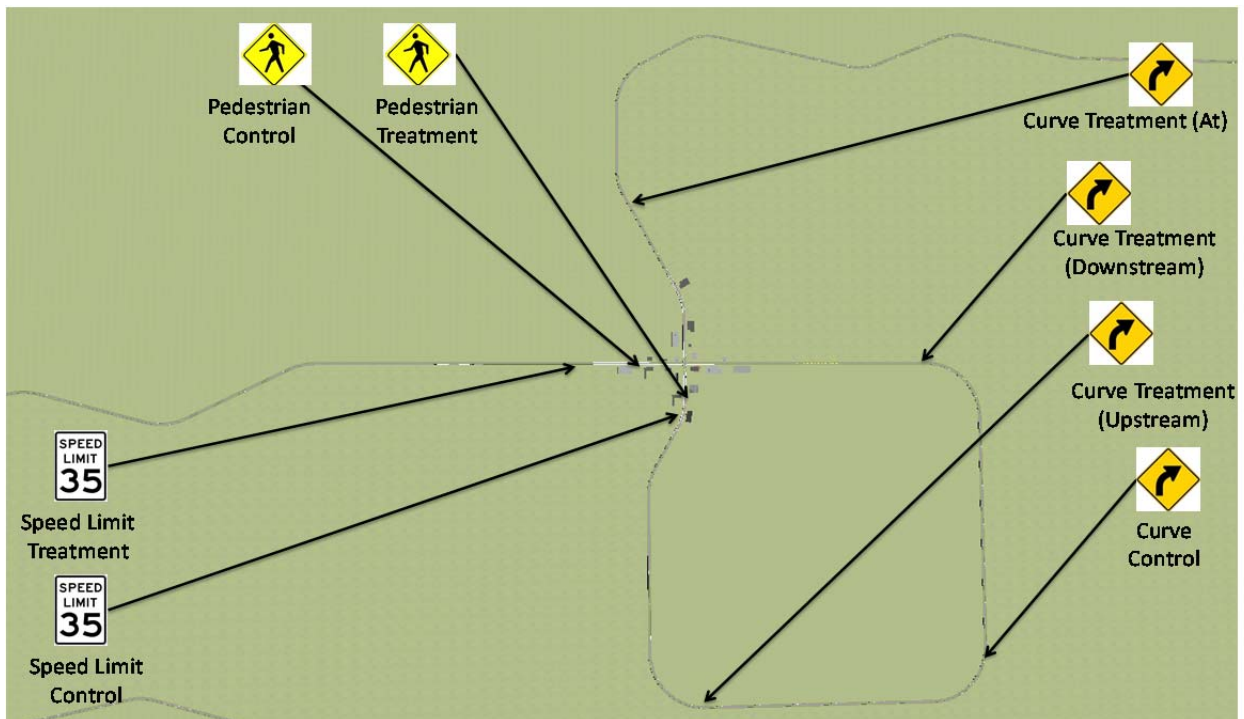 Pedestrian
Control
Pedestrian
Treatment
Curve Treatment (At)
Curve Treatment
(Downstream)
Curve Treatment
(Upstream)
Curve
Control
SPEED
LIMIT
35
Speed Limit
Treatment
SPEED
LIMIT
35
Speed Limit
Control